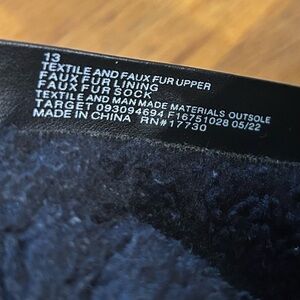 13
TEXTILE AND FAUX FUR UPPER
FAUX FUR LINING
FAUX FUR SOCK
TEXTILE AND MAN MADE MATERIALS OUTSOLE
TARGET 093094694 F16751028 05/22
MADE IN CHINA RN#17730